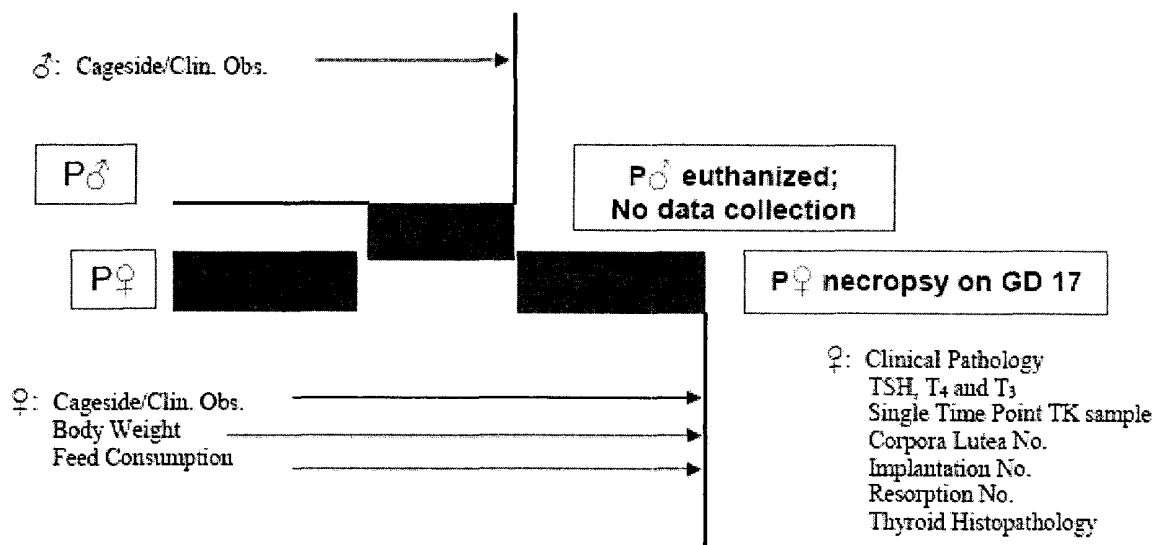 ♂: Cageside/Clin. Obs.
P♂
P♂ euthanized;
No data collection
P♀
P♀ necropsy on GD 17
♀: Cageside/Clin. Obs.
Body Weight
Feed Consumption
♀: Clinical Pathology
TSH, T₄ and T₃
Single Time Point TK sample
Corpora Lutea No.
Implantation No.
Resorption No.
Thyroid Histopathology